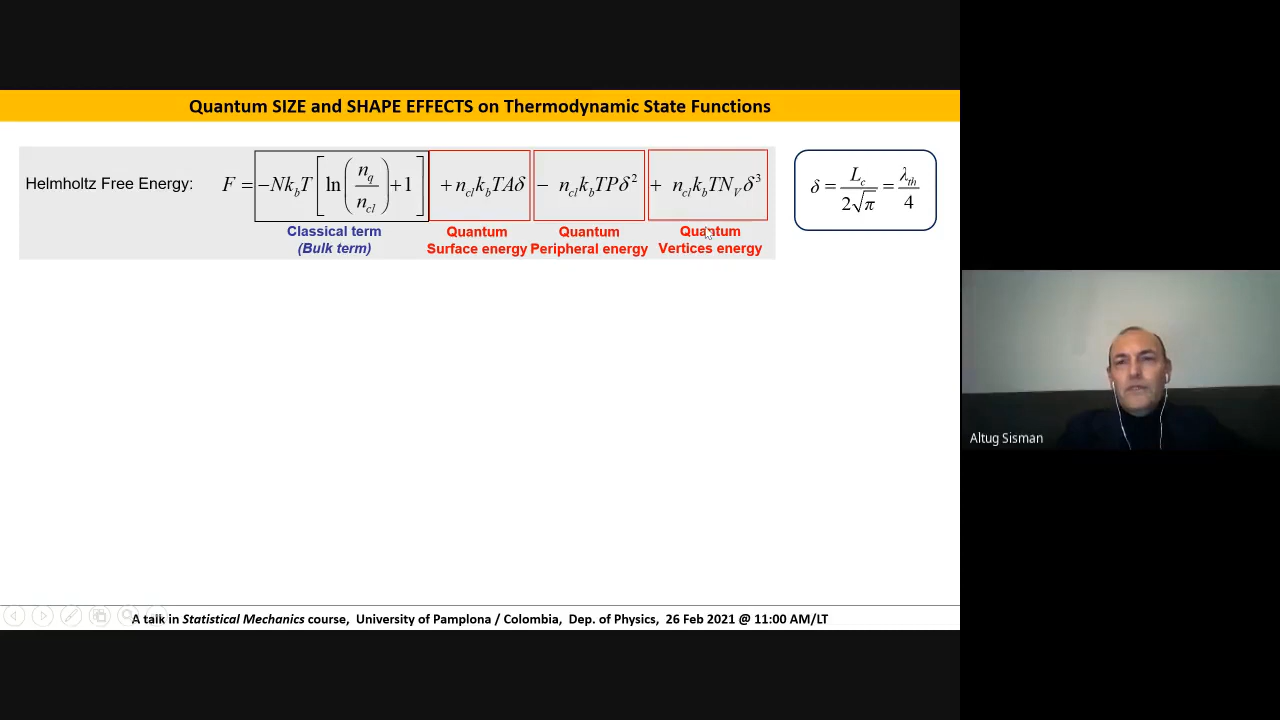 Quantum SIZE and SHAPE EFFECTS on Thermodynamic State Functions
Helmholtz Free Energy: F = −Nk_bT [ln(n_q/n_cl)+1] + n_cl k_b TAδ − n_cl k_b TPδ² + n_cl k_b TN_V δ³
δ = L_c/2√π = λ_th/4
Classical term
(Bulk term)
Quantum
Surface energy
Quantum
Peripheral energy
Quantum
Vertices energy
Altug Sisman
A talk in Statistical Mechanics course, University of Pamplona / Colombia, Dep. of Physics, 26 Feb 2021 @ 11:00 AM/LT